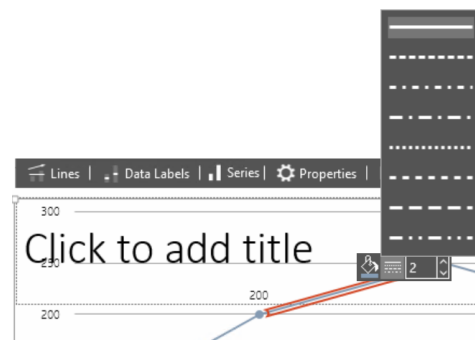 Lines | Data Labels | Series | Properties |
300
Click to add title
250
2
200
200